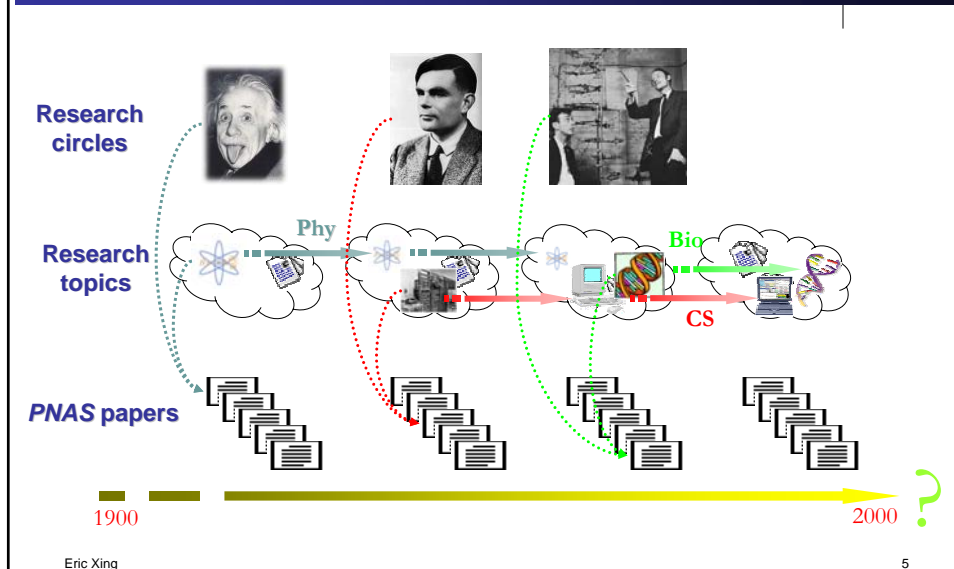 Research
circles
Phy
Research
topics
Bio
CS
PNAS papers
1900
2000
?
Eric Xing
5